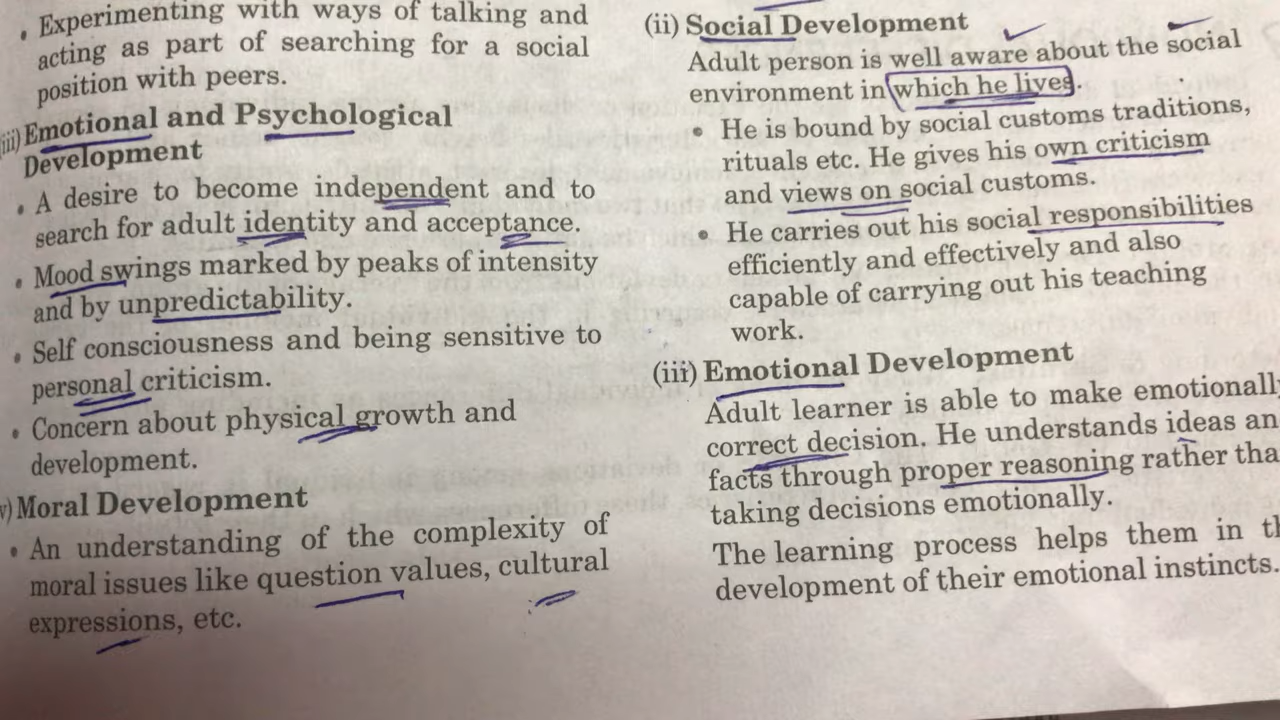 • Experimenting with ways of talking and
acting as part of searching for a social
position with peers.
(iii) Emotional and Psychological
Development
• A desire to become independent and to
search for adult identity and acceptance.
• Mood swings marked by peaks of intensity
and by unpredictability.
• Self consciousness and being sensitive to
personal criticism.
• Concern about physical growth and
development.
v) Moral Development
• An understanding of the complexity of
moral issues like question values, cultural
expressions, etc.
(ii) Social Development
Adult person is well aware about the social
environment in which he lives.
• He is bound by social customs traditions,
rituals etc. He gives his own criticism
and views on social customs.
• He carries out his social responsibilities
efficiently and effectively and also
capable of carrying out his teaching
work.
(iii) Emotional Development
Adult learner is able to make emotionall
correct decision. He understands ideas an
facts through proper reasoning rather tha
taking decisions emotionally.
The learning process helps them in t
development of their emotional instincts.